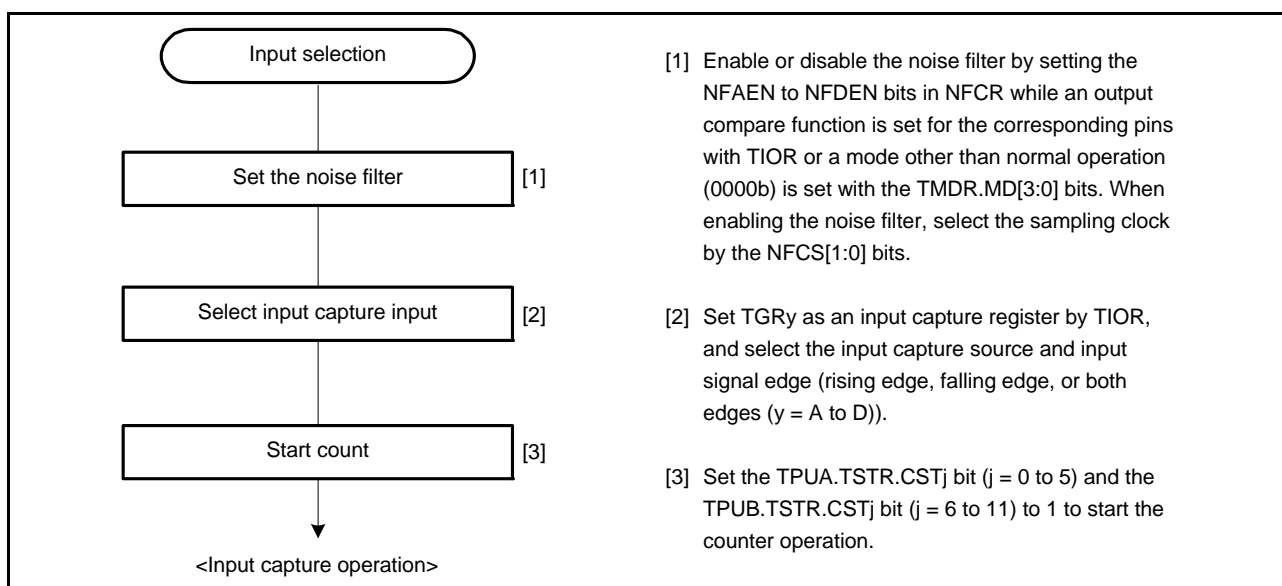 Input selection
Set the noise filter
[1]
Select input capture input
[2]
Start count
[3]
<Input capture operation>
[1] Enable or disable the noise filter by setting the
NFAEN to NFDEN bits in NFCR while an output
compare function is set for the corresponding pins
with TIOR or a mode other than normal operation
(0000b) is set with the TMDR.MD[3:0] bits. When
enabling the noise filter, select the sampling clock
by the NFCS[1:0] bits.
[2] Set TGRy as an input capture register by TIOR,
and select the input capture source and input
signal edge (rising edge, falling edge, or both
edges (y = A to D)).
[3] Set the TPUA.TSTR.CSTj bit (j = 0 to 5) and the
TPUB.TSTR.CSTj bit (j = 6 to 11) to 1 to start the
counter operation.